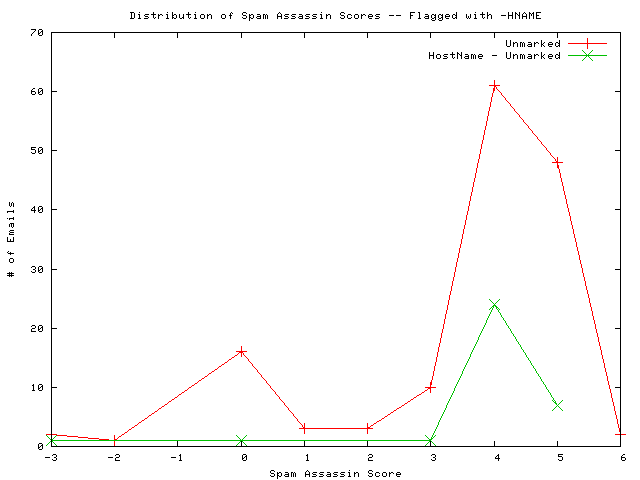 Distribution of Spam Assassin Scores -- Flagged with -HNAME
Unmarked
HostName - Unmarked
70
60
50
40
30
20
10
0
# of Emails
-3 -2 -1 0 1 2 3 4 5 6
Spam Assassin Score